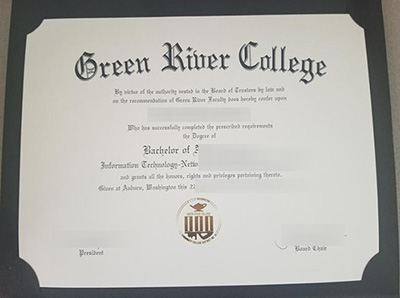 Green River College
By virtue of the authority vested in the Board of Trustees by law and
on the recommendation of Green River Faculty does hereby confer upon
Who has successfully completed the prescribed requirements
the Degree of
Bachelor of A
Information Technology-Netw
and grants all the honors, rights and privileges pertaining thereto.
Given at Auburn, Washington this 22
President
Board Chair